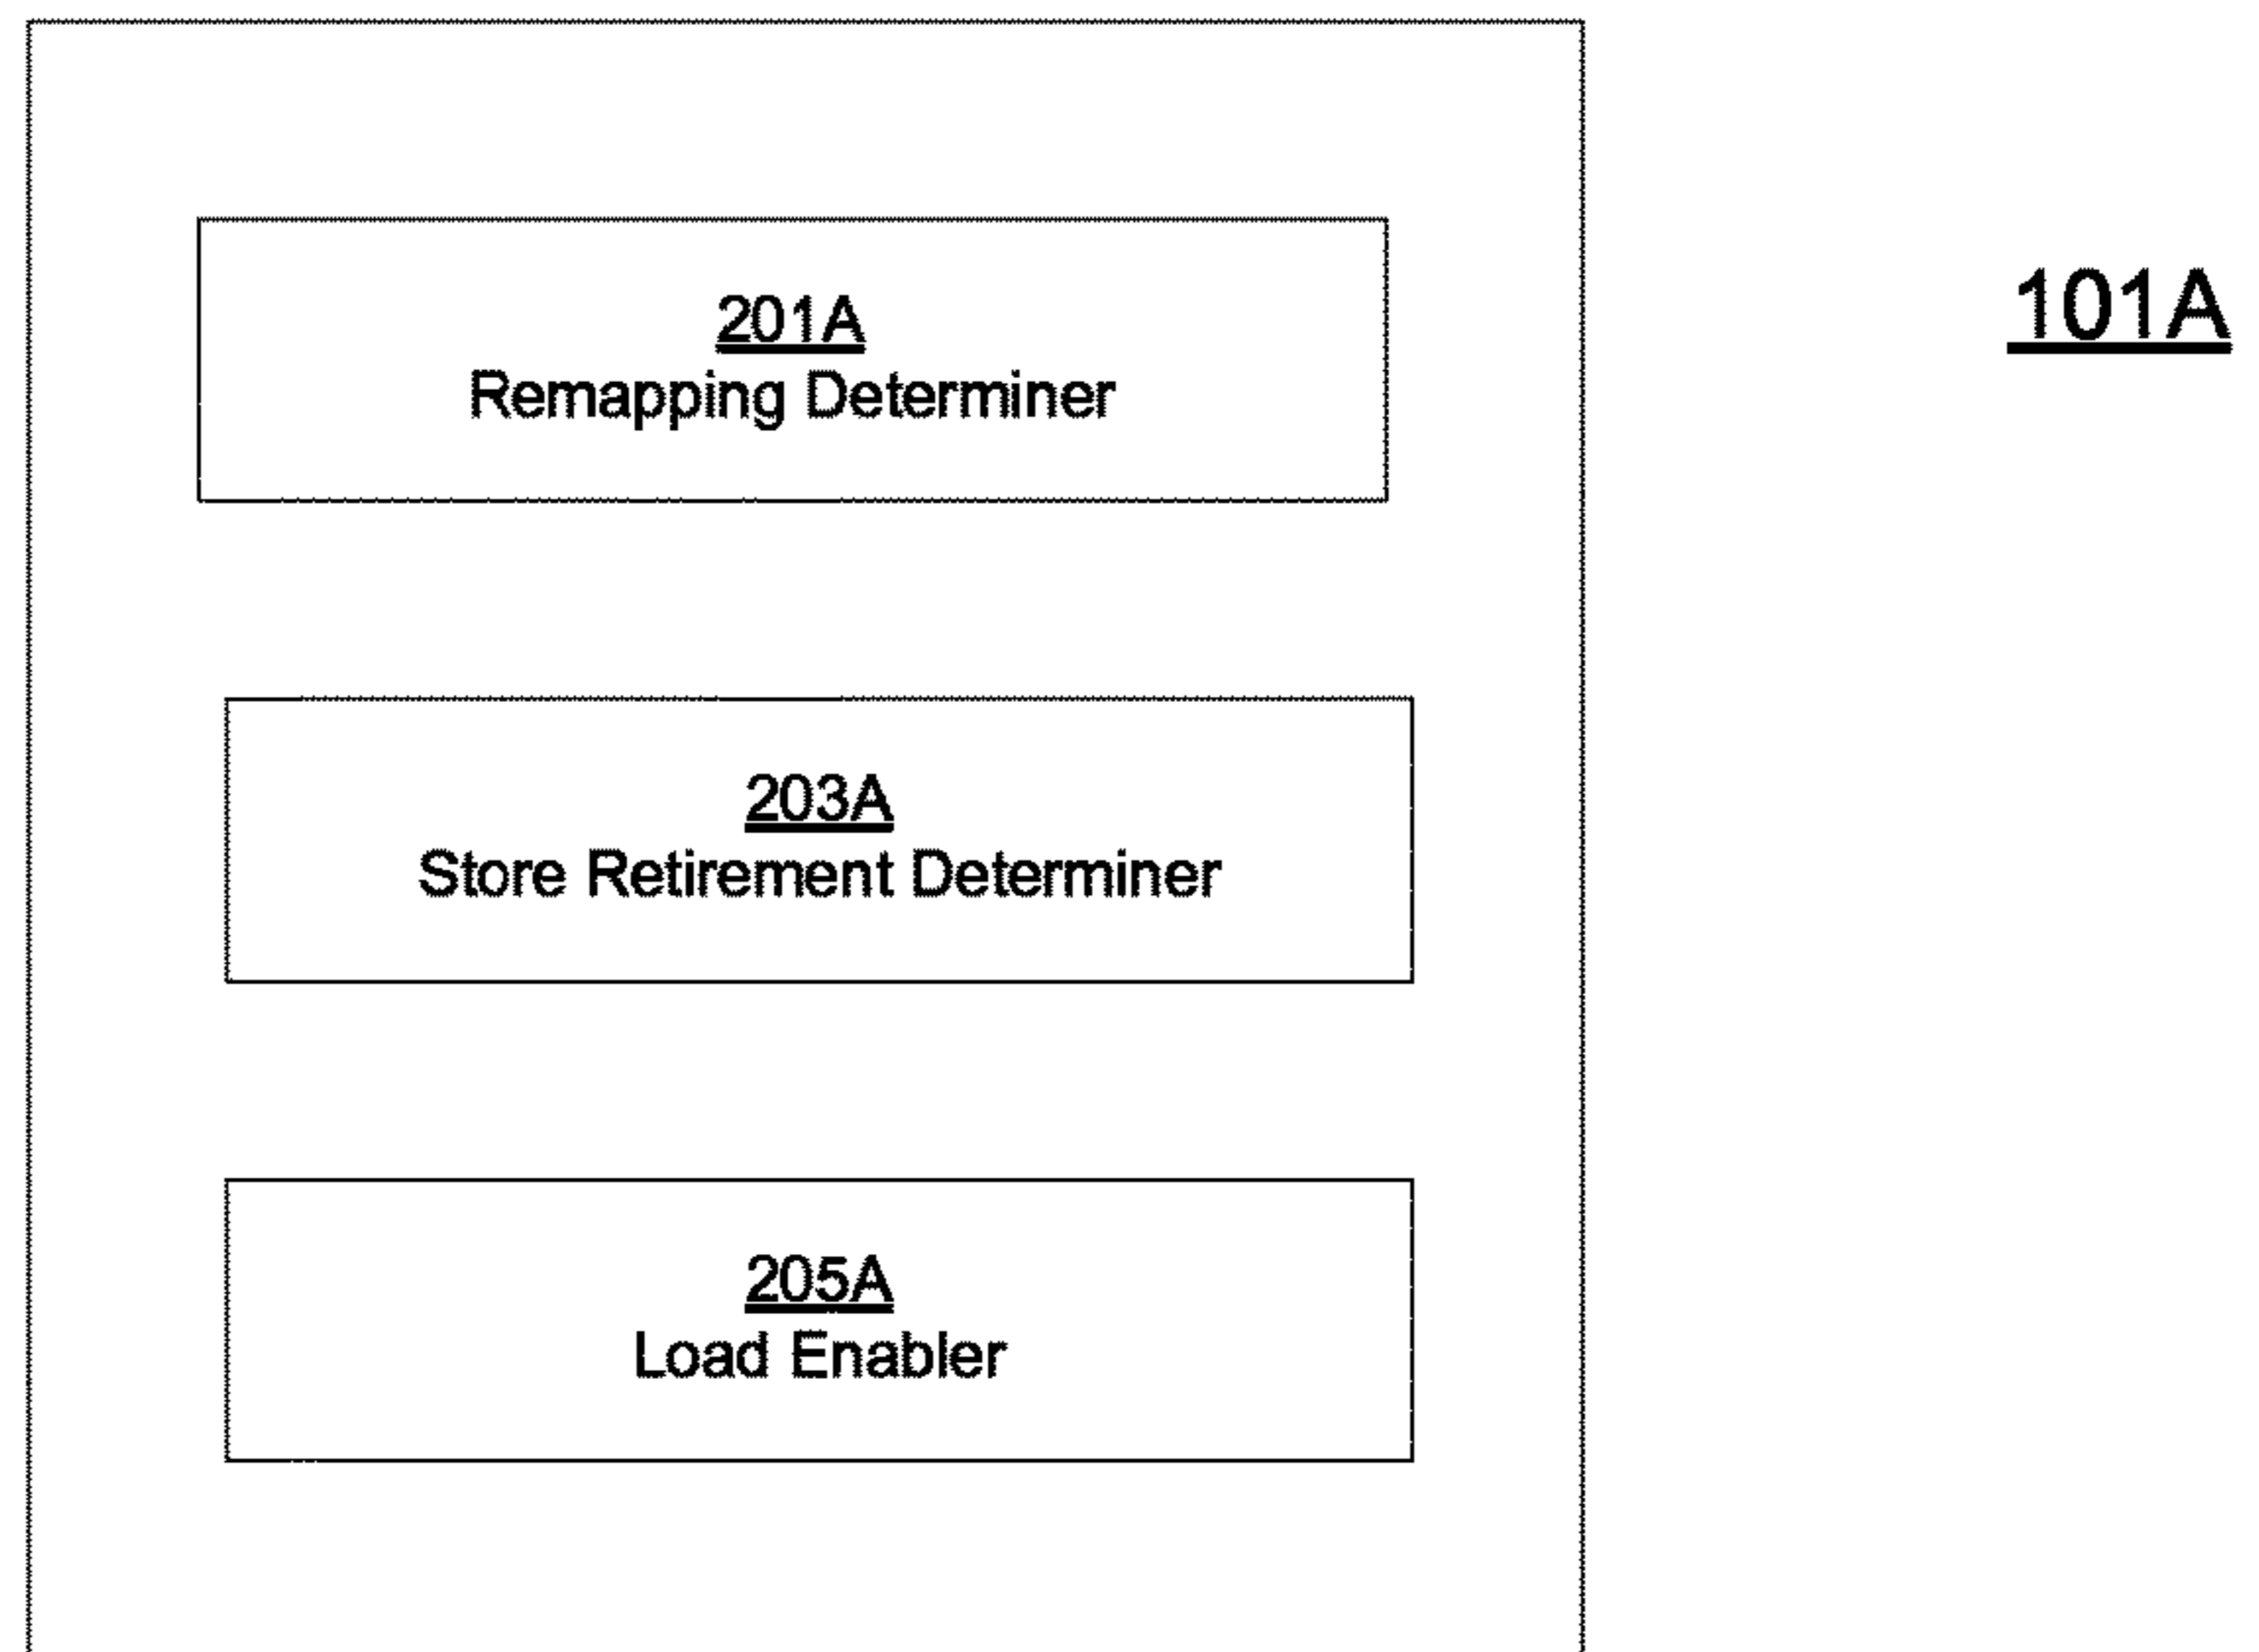 201A
Remapping Determiner
101A
203A
Store Retirement Determiner
205A
Load Enabler